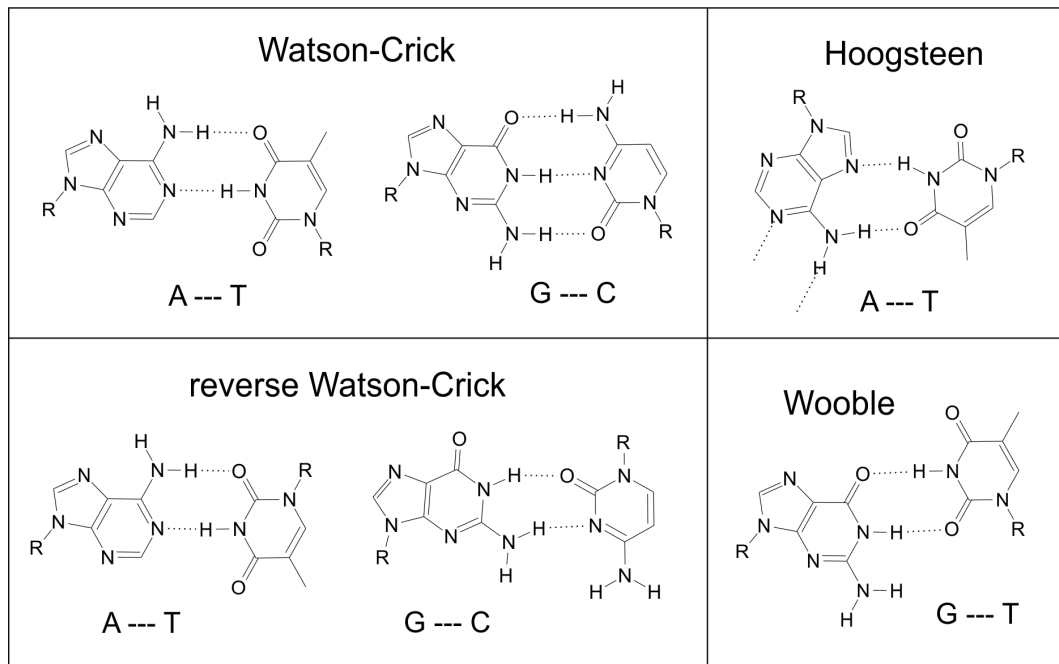 Watson-Crick
Hoogsteen
H
H N H O
N
N
R
N
N
N H N
O
N
R
A --- T
O H N
H
N
N
R
N
N H N
N H O
H
N
R
G --- C
R
N
N
N
N
N H
H
H N
O
O
N
R
A --- T
reverse Watson-Crick
Wooble
H
N H O
N
N
R
N
N H N
N
R
O
A --- T
O
N
N
R
N
N H O
N H N
H
R
N
N
H H
G --- C
O
O H N
N
N
R
N
N H O
N
R
N
H H
G --- T